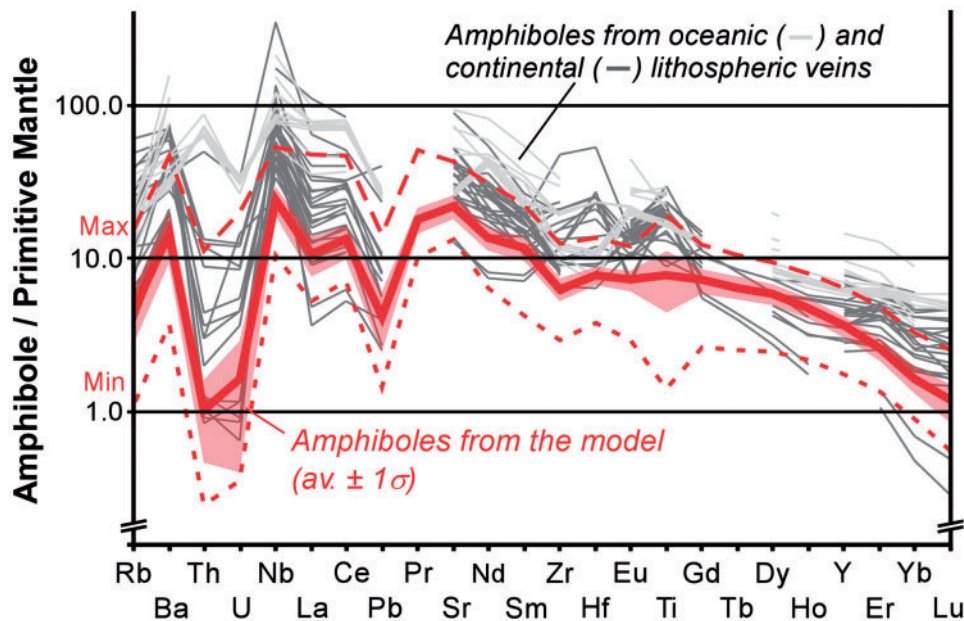 Amphibole / Primitive Mantle
100.0
10.0
1.0
Max
Min
Amphiboles from oceanic (—) and
continental (—) lithospheric veins
Amphiboles from the model
(av. ± 1σ)
Rb Th Nb Ce Pr Nd Zr Eu Gd Dy Y Yb
Ba U La Pb Sr Sm Hf Ti Tb Ho Er Lu